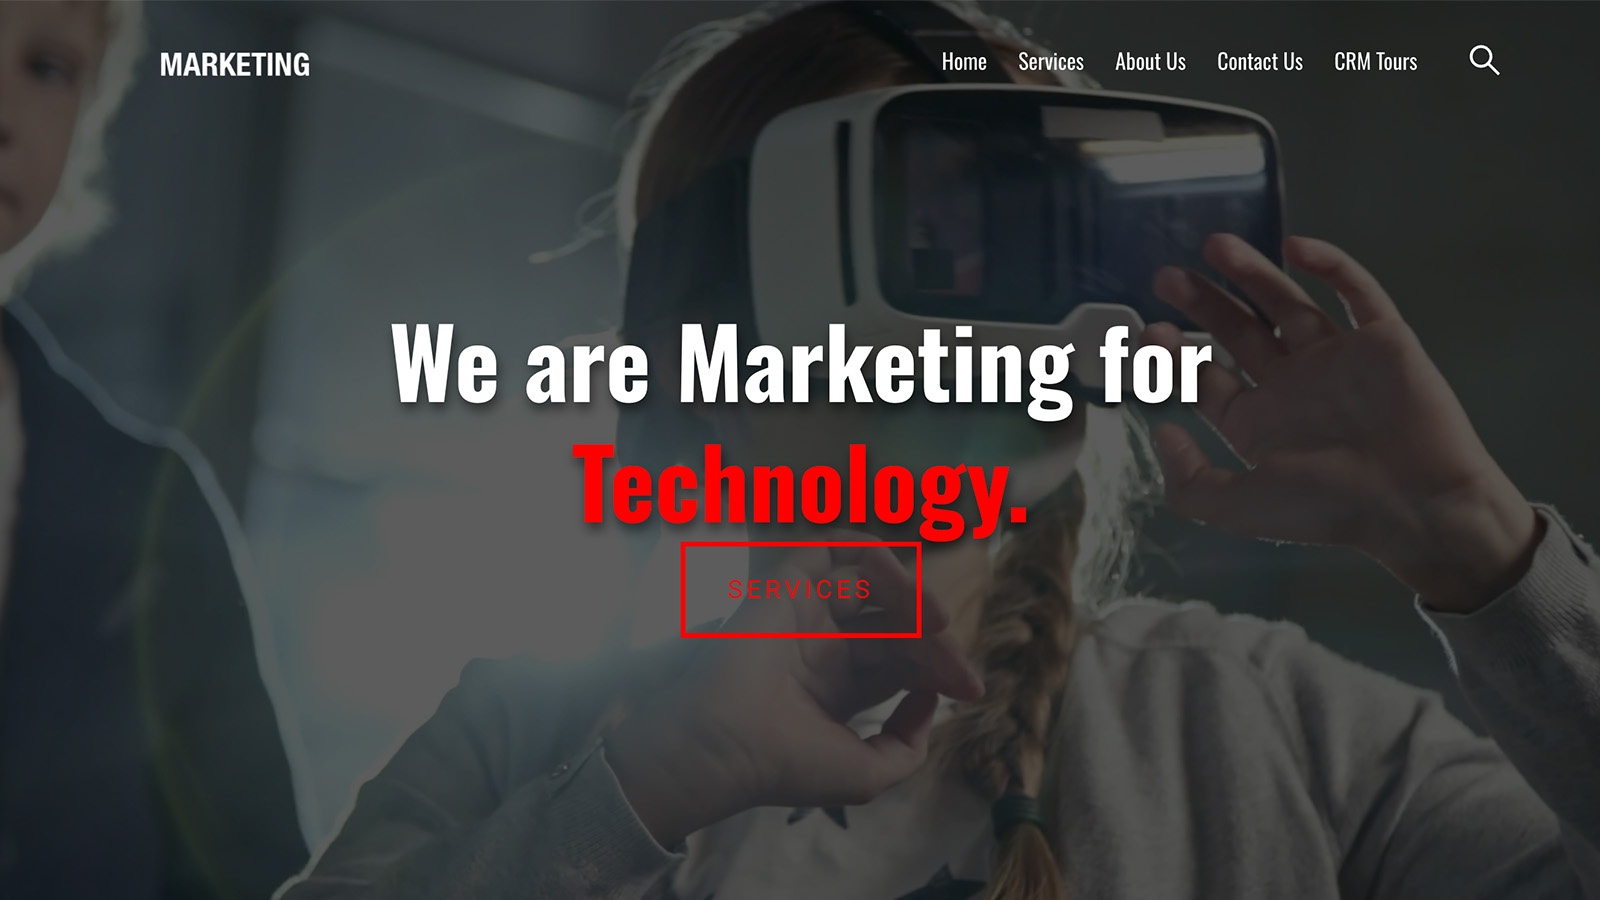 MARKETING
Home Services About Us Contact Us CRM Tours
We are Marketing for
Technology.
SERVICES